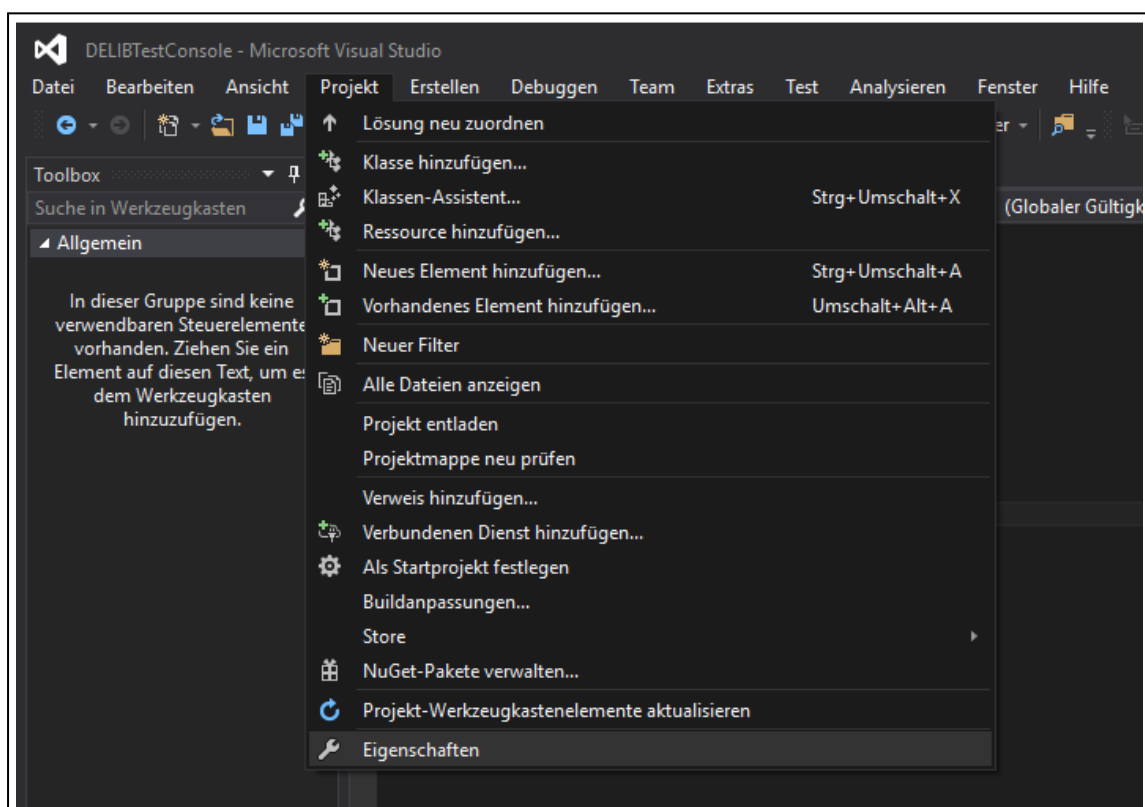 DELIBTestConsole - Microsoft Visual Studio
Datei Bearbeiten Ansicht Projekt Erstellen Debuggen Team Extras Test Analysieren Fenster Hilfe
Lösung neu zuordnen
er
Toolbox
Klasse hinzufügen...
Suche in Werkzeugkasten
Klassen-Assistent... Strg+Umschalt+X
(Globaler Gültigk
Ressource hinzufügen...
Allgemein
Neues Element hinzufügen... Strg+Umschalt+A
Vorhandenes Element hinzufügen... Umschalt+Alt+A
In dieser Gruppe sind keine
verwendbaren Steuerelemente
vorhanden. Ziehen Sie ein
Element auf diesen Text, um es
dem Werkzeugkasten
hinzuzufügen.
Neuer Filter
Alle Dateien anzeigen
Projekt entladen
Projektmappe neu prüfen
Verweis hinzufügen...
Verbundenen Dienst hinzufügen...
Als Startprojekt festlegen
Buildanpassungen...
Store
NuGet-Pakete verwalten...
Projekt-Werkzeugkastenelemente aktualisieren
Eigenschaften